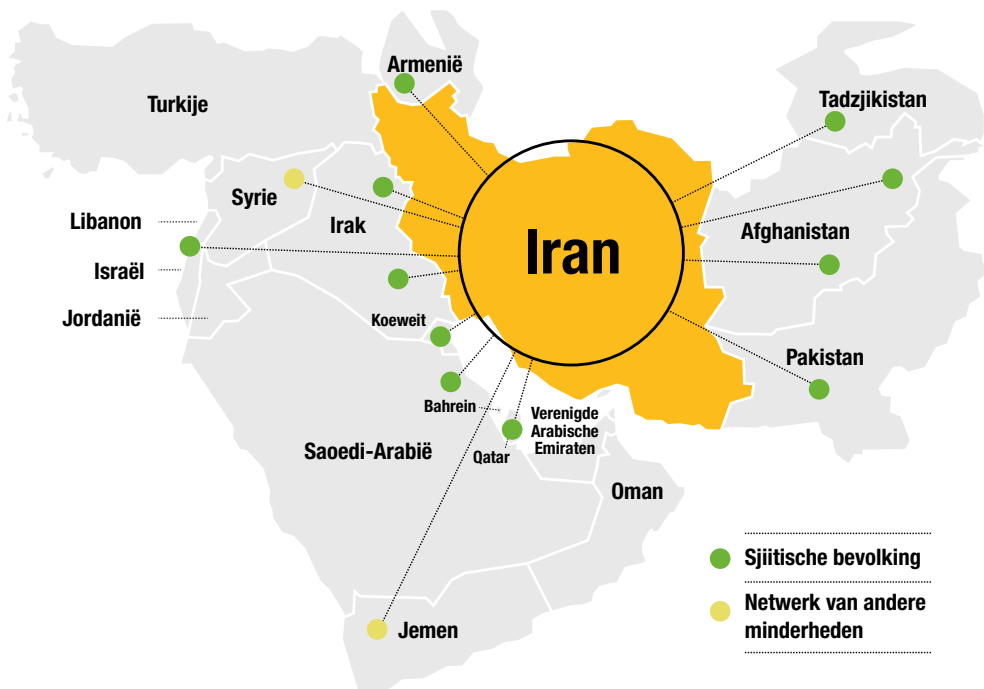 Armenië
Turkije
Tadzjikistan
Syrie
Libanon
Irak
Iran
Afghanistan
Israël
Jordanië
Koeweit
Pakistan
Bahrein
Verenigde
Arabische
Emiraten
Saoedi-Arabië
Qatar
Oman
Sjiitische bevolking
Netwerk van andere
minderheden
Jemen